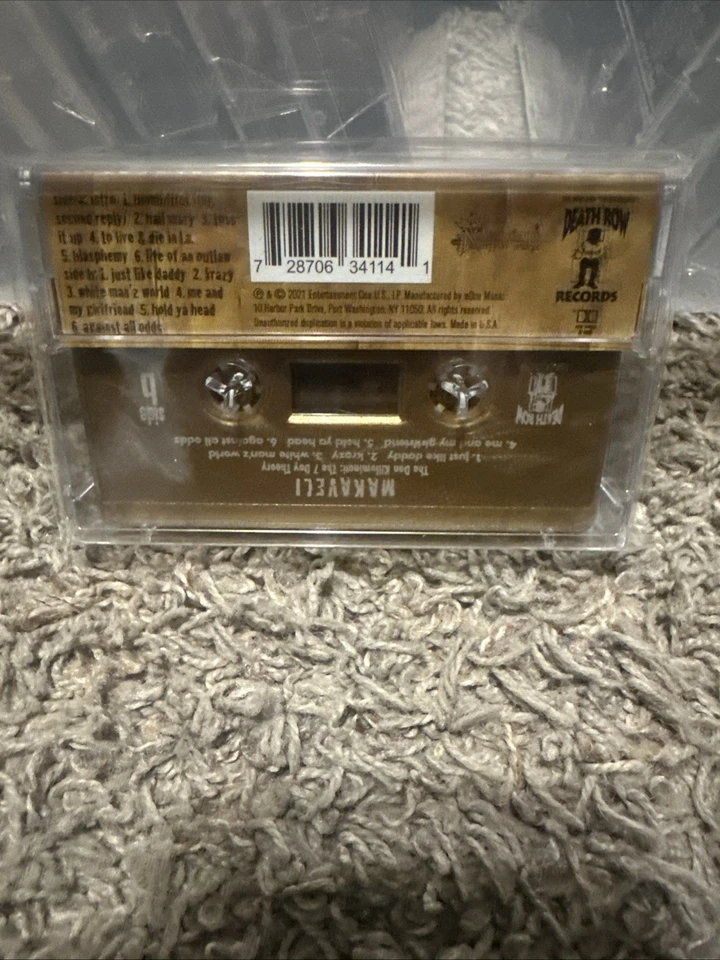 side a: intro 1. bomb first (my
second reply) 2. hail mary 3. toss
it up 4. to live & die in l.a.
5. blasphemy 6. life of an outlaw
side b: 1. just like daddy 2. krazy
3. white man'z world 4. me and
my girlfriend 5. hold ya head
6. against all odds
7 28706 34114 1
℗ & © 2021 Entertainment One U.S., LP. Manufactured by eOne Music
10 Harbor Park Drive, Port Washington, NY 11050. All rights reserved
Unauthorized duplication is a violation of applicable laws. Made in U.S.A.
DEATH ROW
RECORDS
side b
DEATH ROW
MAKAVELI
The Don Killuminati: The 7 Day Theory
1. just like daddy 2. krazy 3. white man'z world
4. me and my girlfriend 5. hold ya head 6. against all odds